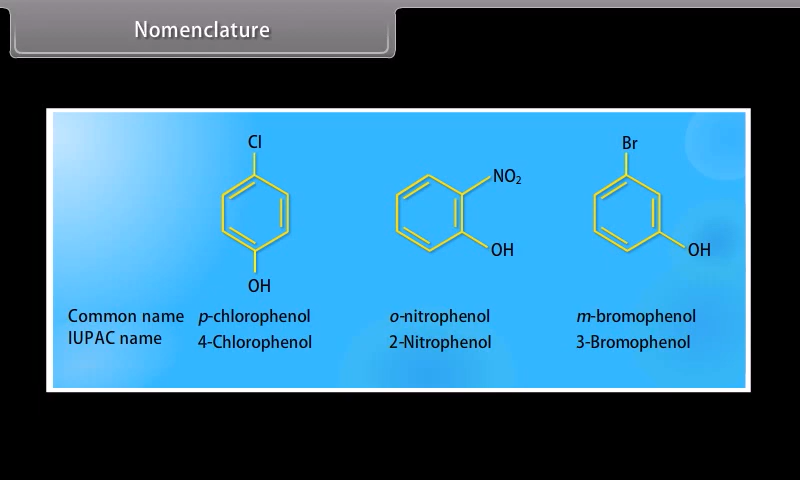 Nomenclature
Cl
NO₂
OH
OH
Br
OH
Common name p-chlorophenol o-nitrophenol m-bromophenol
IUPAC name 4-Chlorophenol 2-Nitrophenol 3-Bromophenol